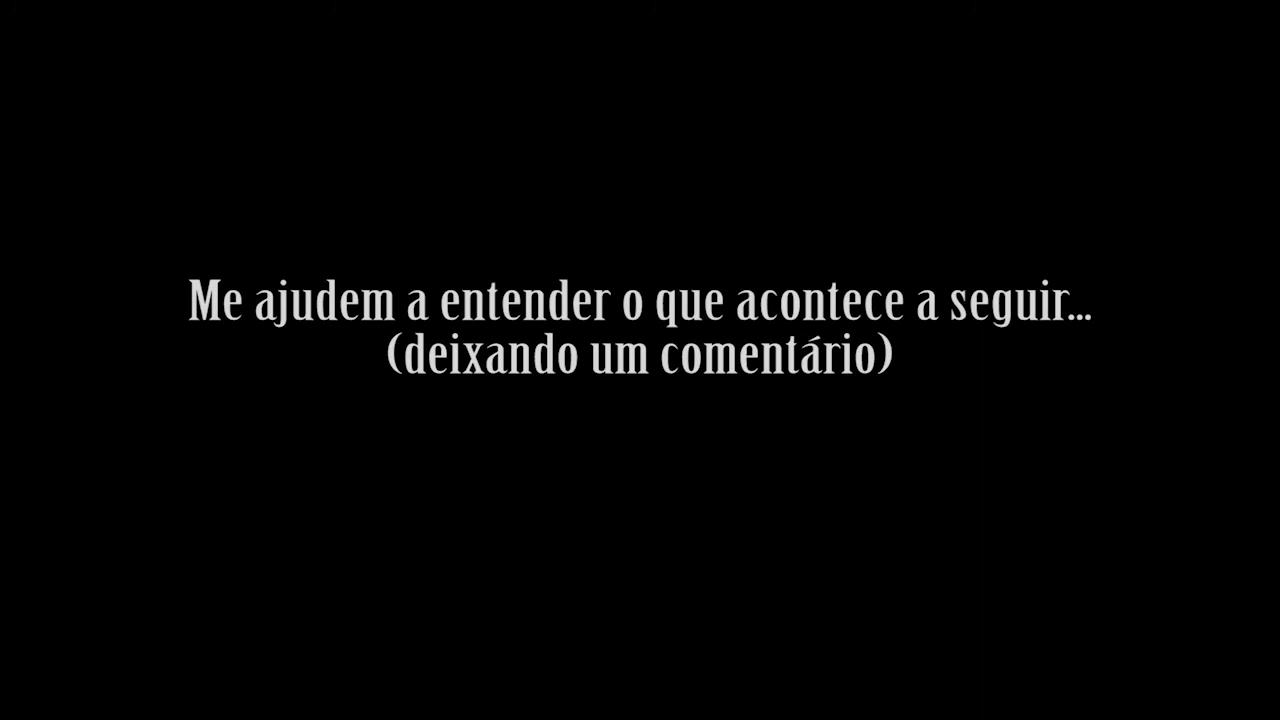 Me ajudem a entender o que acontece a seguir...
(deixando um comentário)